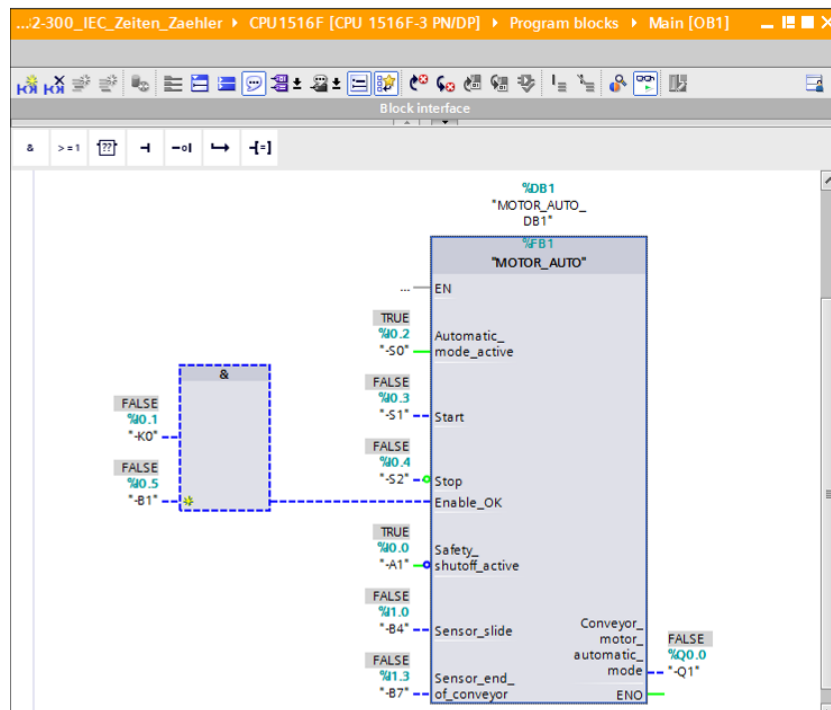 ...!2-300_IEC_Zeiten_Zaehler ▸ CPU1516F [CPU 1516F-3 PN/DP] ▸ Program blocks ▸ Main [OB1]
Block interface
& >=1 ?? ⊣ –o| ↦ –[=]
%DB1
"MOTOR_AUTO_
DB1"
%FB1
"MOTOR_AUTO"
... EN
TRUE
%I0.2
"-S0"
Automatic_
mode_active
&
FALSE
%I0.3
"-S1"
Start
FALSE
%I0.1
"-K0"
FALSE
%I0.4
"-S2"
Stop
FALSE
%I0.5
"-B1"
Enable_OK
TRUE
%I0.0
"-A1"
Safety_
shutoff_active
FALSE
%I1.0
"-B4"
Sensor_slide
FALSE
%I1.3
"-B7"
Sensor_end_
of_conveyor
Conveyor_
motor_
automatic_
mode
FALSE
%Q0.0
"-Q1"
ENO